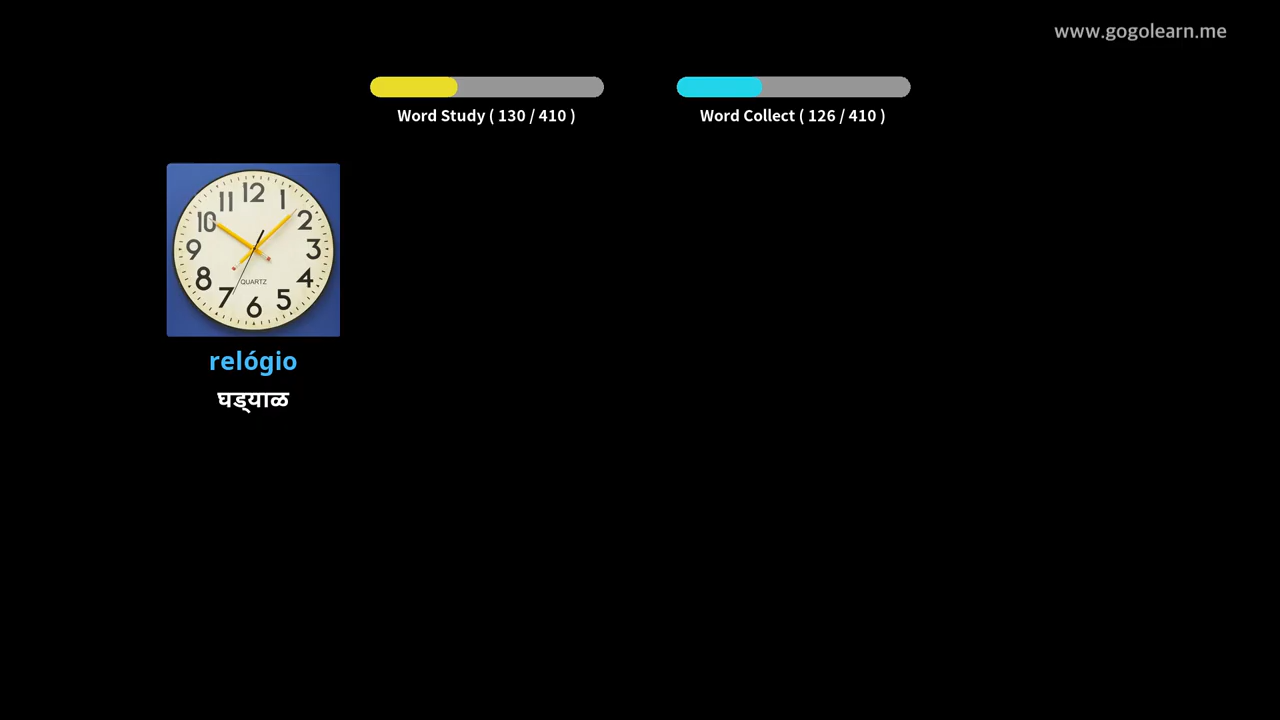 www.gogolearn.me
Word Study ( 130 / 410 )
Word Collect ( 126 / 410 )
12
11 1
10 2
9 3
8 4
QUARTZ
7 5
6
relógio
घड्याळ